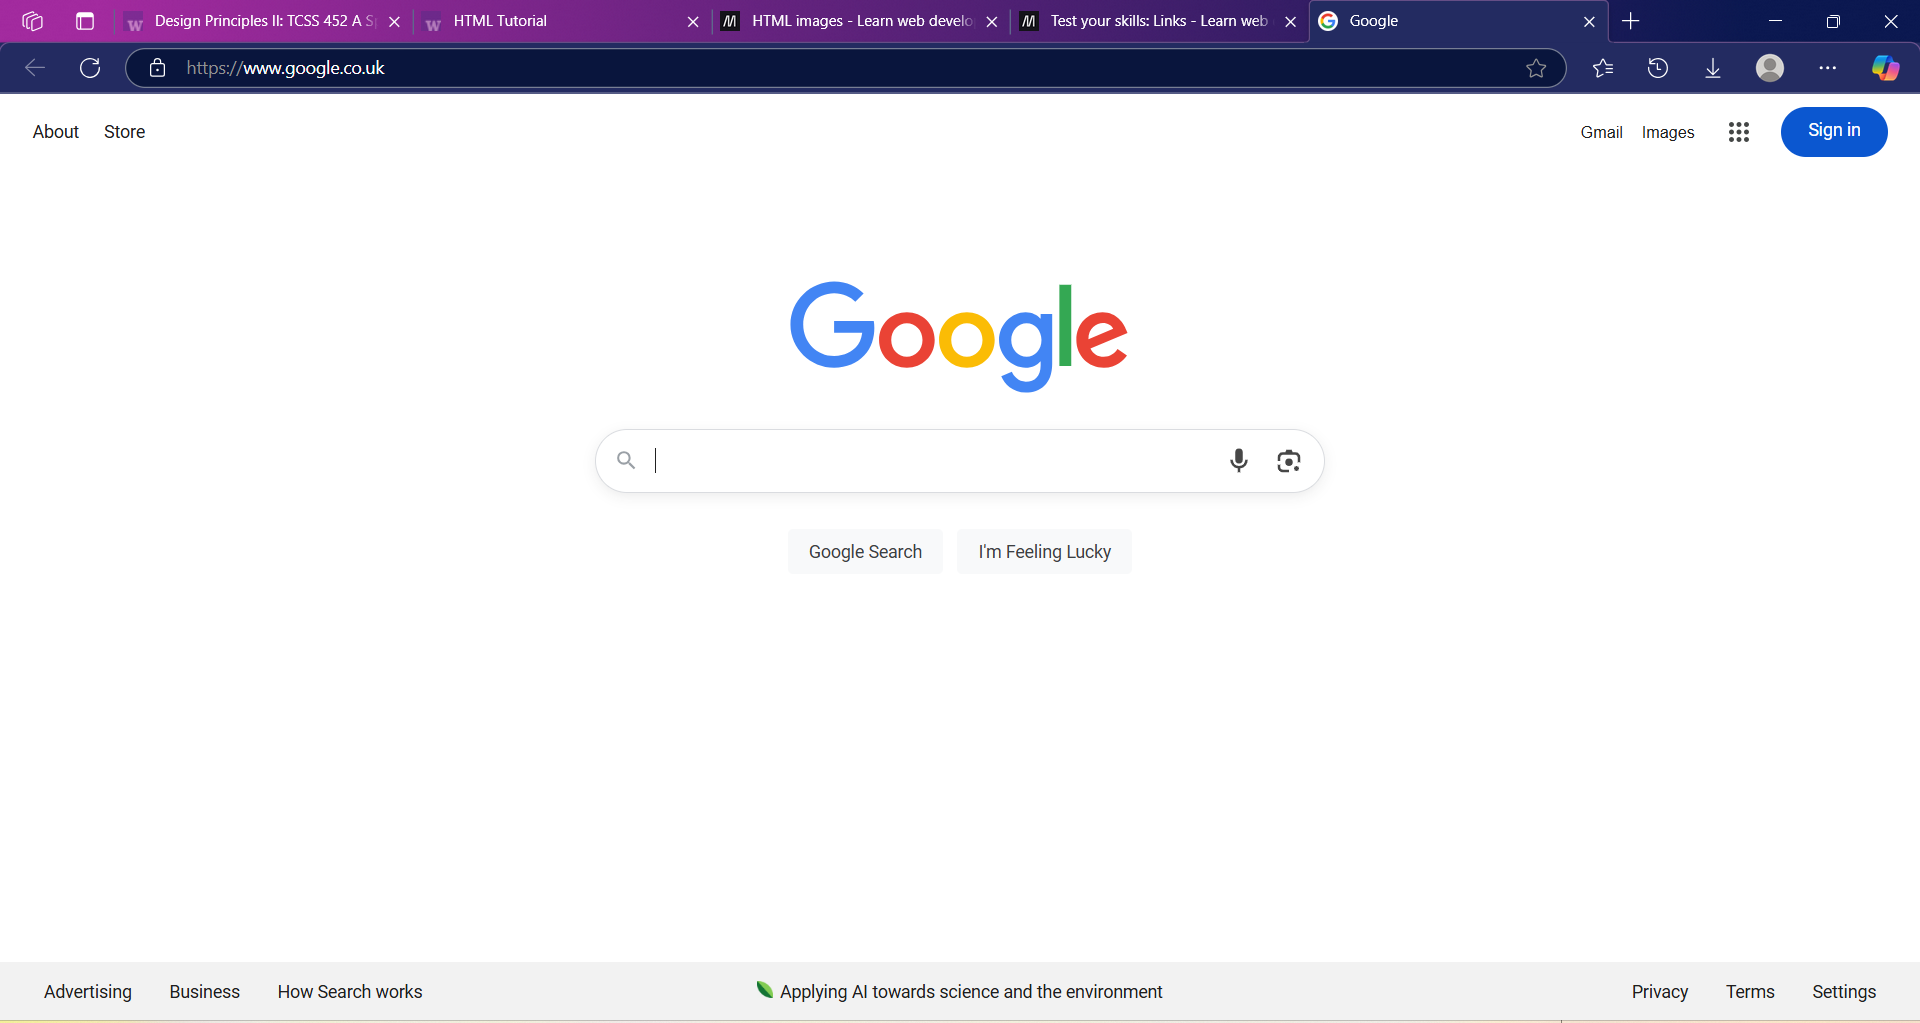 Design Principles II: TCSS 452 A S
HTML Tutorial
HTML images - Learn web develo
Test your skills: Links - Learn web
Google
https://www.google.co.uk
About
Store
Gmail
Images
Sign in
Google
Google Search
I'm Feeling Lucky
Advertising
Business
How Search works
Applying AI towards science and the environment
Privacy
Terms
Settings